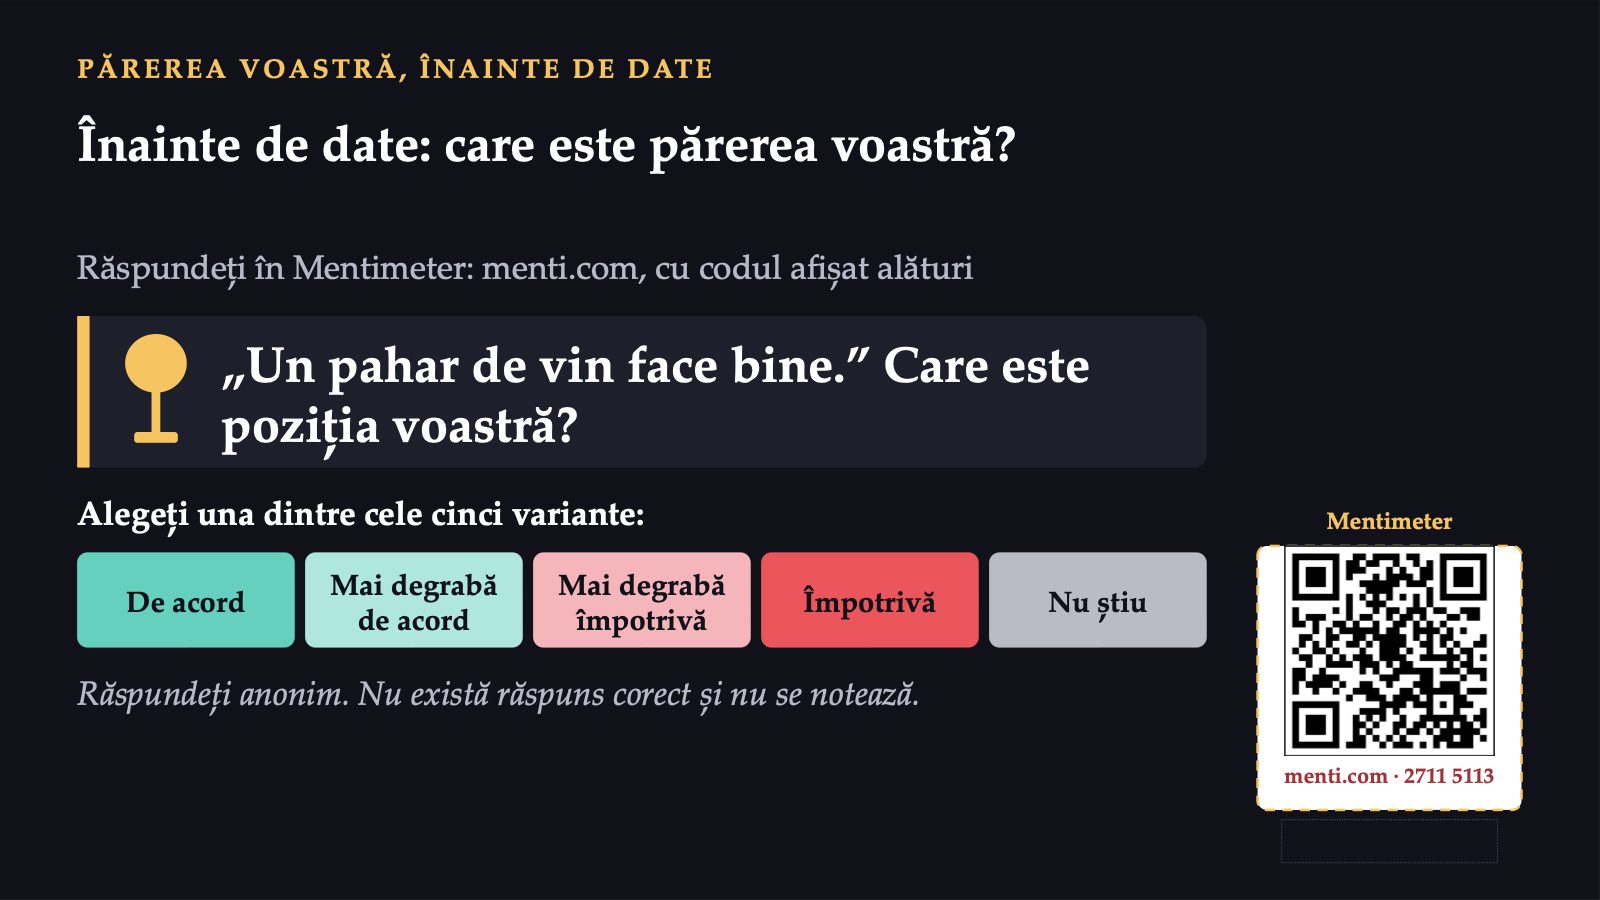 PĂREREA VOASTRĂ, ÎNAINTE DE DATE
Înainte de date: care este părerea voastră?
Răspundeți în Mentimeter: menti.com, cu codul afișat alături
„Un pahar de vin face bine.” Care este
poziția voastră?
Alegeți una dintre cele cinci variante:
De acord
Mai degrabă
de acord
Mai degrabă
împotrivă
Împotrivă
Nu știu
Răspundeți anonim. Nu există răspuns corect și nu se notează.
Mentimeter
menti.com · 2711 5113